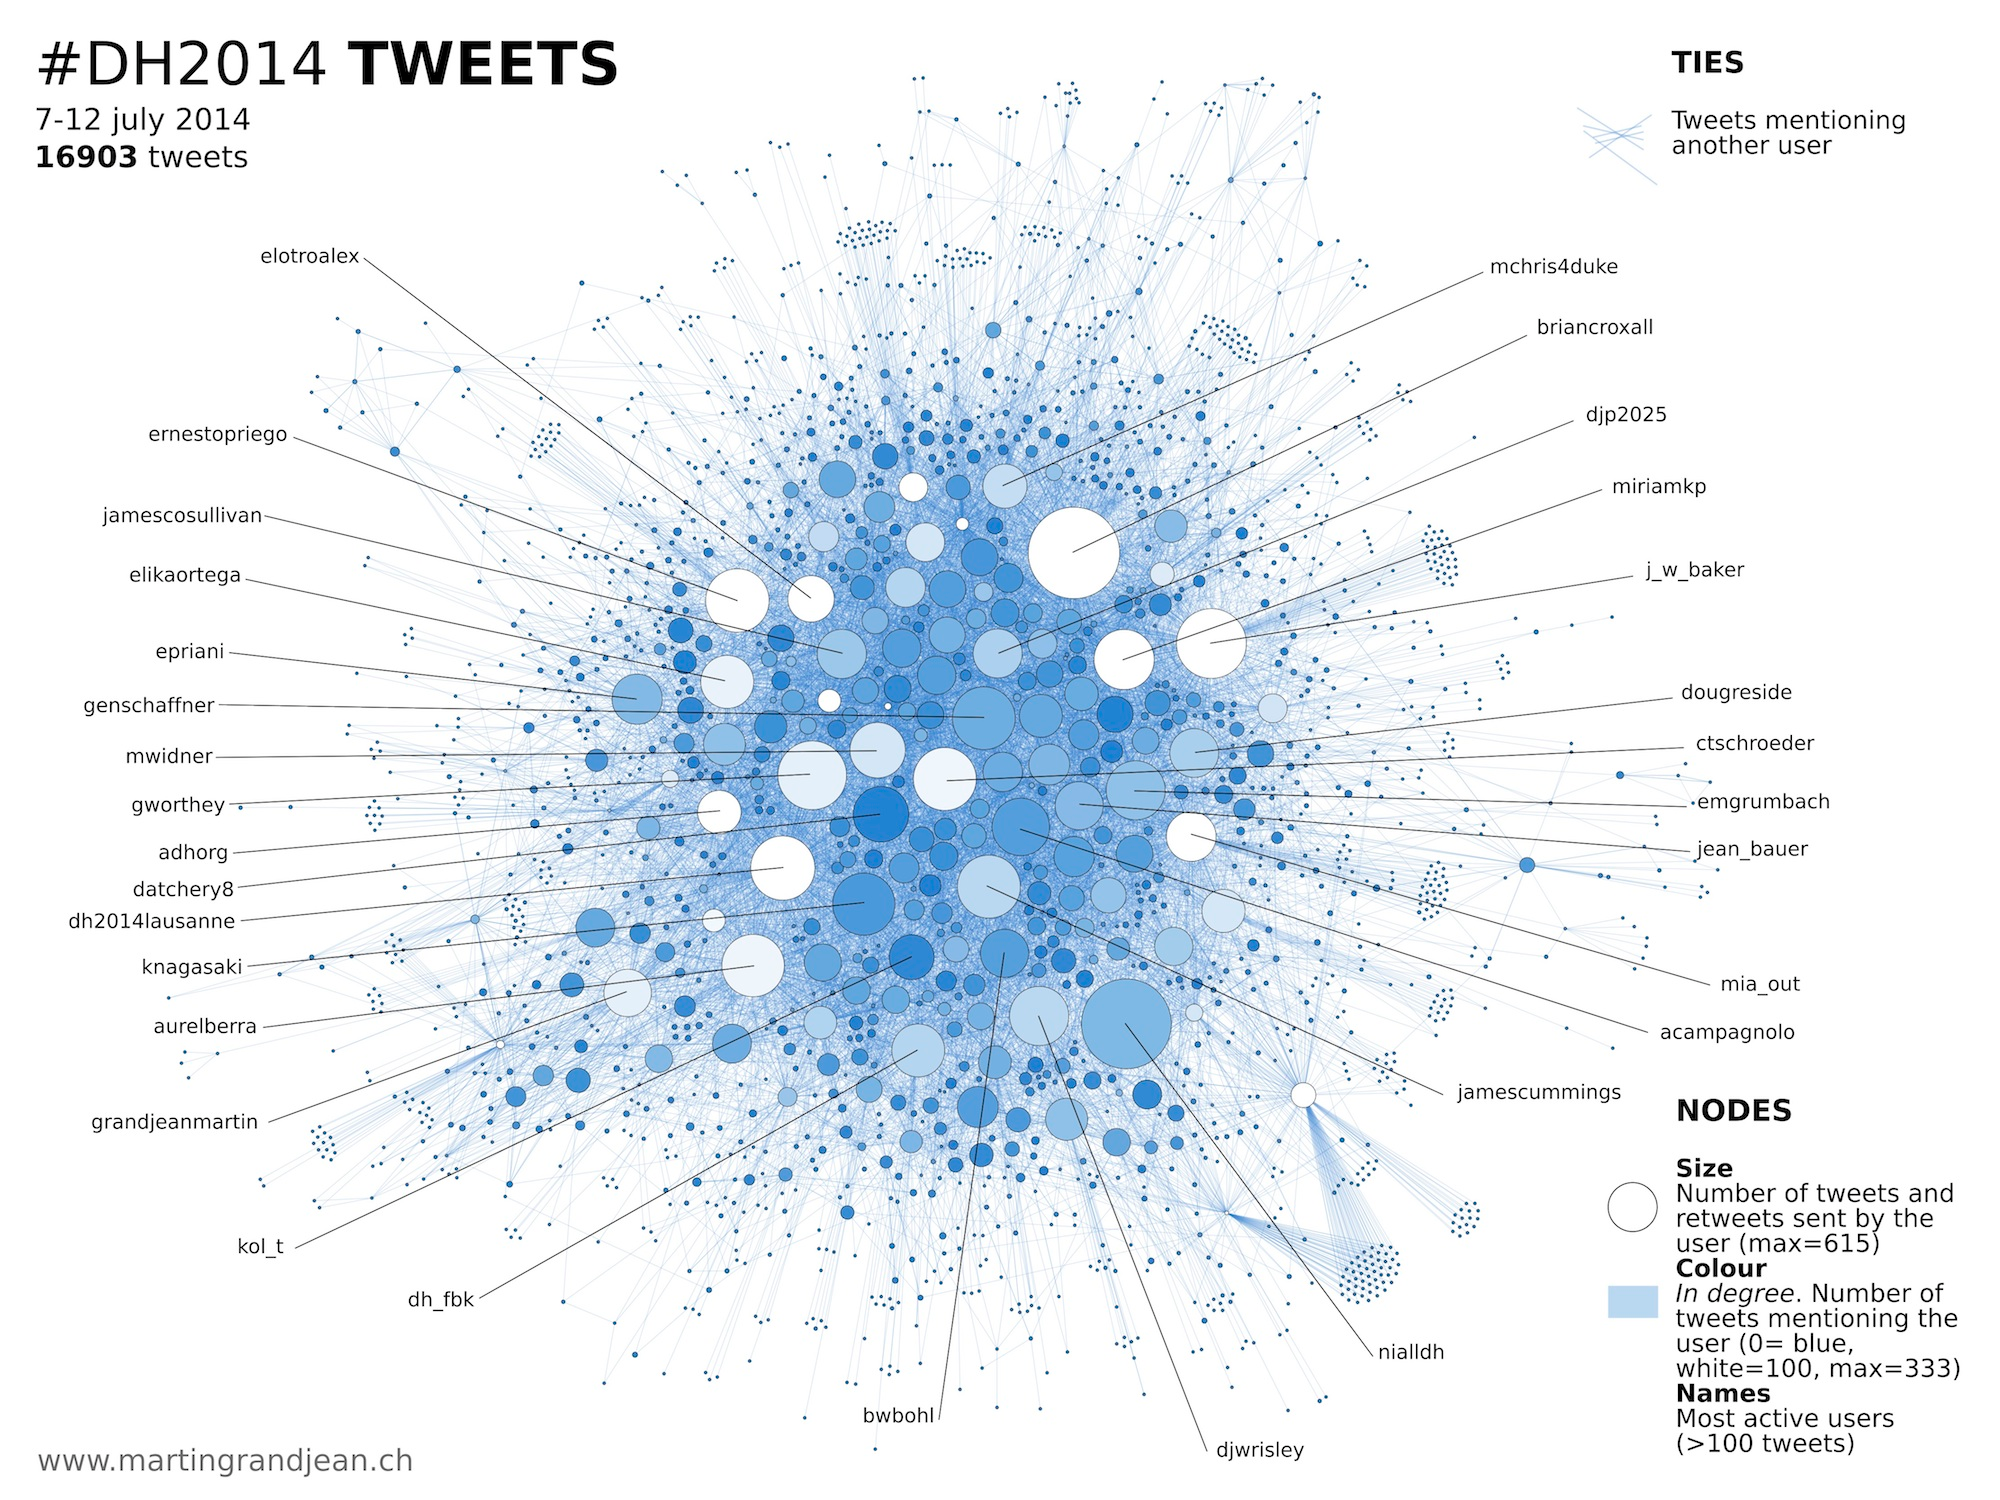 #DH2014 TWEETS
7-12 july 2014
16903 tweets
TIES
Tweets mentioning
another user
elotroalex
ernestopriego
jamescosullivan
elikaortega
epriani
genschaffner
mwidner
gworthey
adhorg
datchery8
dh2014lausanne
knagasaki
aurelberra
grandjeanmartin
kol_t
dh_fbk
bwbohl
djwrisley
nialldh
mchris4duke
briancroxall
djp2025
miriamkp
j_w_baker
dougreside
ctschroeder
emgrumbach
jean_bauer
mia_out
acampagnolo
jamescummings
NODES
Size
Number of tweets and
retweets sent by the
user (max=615)
Colour
In degree. Number of
tweets mentioning the
user (0= blue,
white=100, max=333)
Names
Most active users
(>100 tweets)
www.martingrandjean.ch